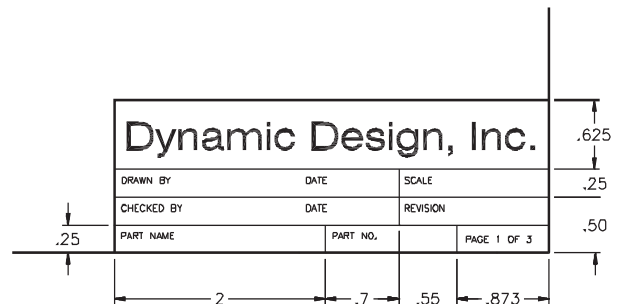 Dynamic Design, Inc.
.625
DRAWN BY DATE SCALE
.25
CHECKED BY DATE REVISION
.50
.25
PART NAME PART NO. PAGE 1 OF 3
2 .7 .55 .873